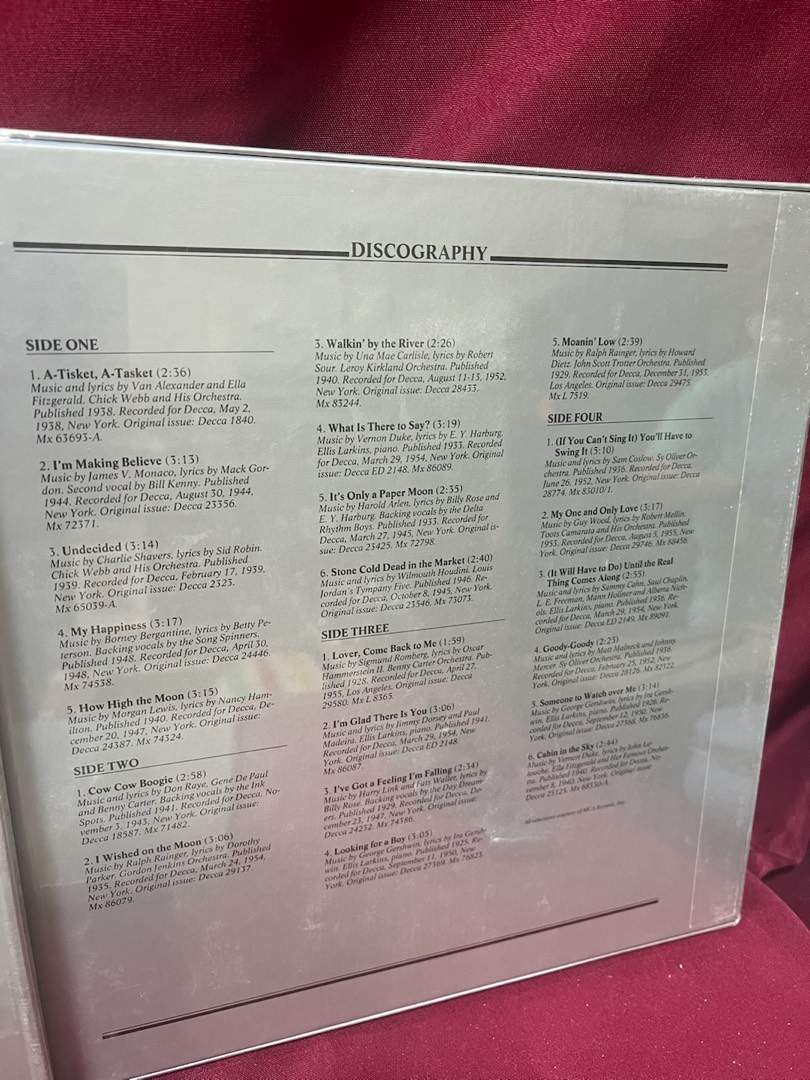 DISCOGRAPHY
SIDE ONE
1. A-Tisket, A-Tasket (2:36)
Music and lyrics by Van Alexander and Ella
Fitzgerald. Chick Webb and His Orchestra.
Published 1938. Recorded for Decca, May 2,
1938, New York. Original issue: Decca 1840.
Mx 63693-A.
2. I'm Making Believe (3:13)
Music by James V. Monaco, lyrics by Mack Gor-
don. Second vocal by Bill Kenny. Published
1944. Recorded for Decca, August 30, 1944,
New York. Original issue: Decca 23356.
Mx 72371.
3. Undecided (3:14)
Music by Charlie Shavers, lyrics by Sid Robin.
Chick Webb and His Orchestra. Published
1939. Recorded for Decca, February 17, 1939,
New York. Original issue: Decca 2323.
Mx 65039-A.
4. My Happiness (3:17)
Music by Borney Bergantine, lyrics by Betty Pe-
terson. Backing vocals by the Song Spinners.
Published 1948. Recorded for Decca, April 30,
1948, New York. Original issue: Decca 24446.
Mx 74538.
5. How High the Moon (3:15)
Music by Morgan Lewis, lyrics by Nancy Ham-
ilton. Published 1940. Recorded for Decca, De-
cember 20, 1947, New York. Original issue:
Decca 24387. Mx 74324.
SIDE TWO
1. Cow Cow Boogie (2:58)
Music and lyrics by Don Raye, Gene De Paul
and Benny Carter. Backing vocals by the Ink
Spots. Published 1941. Recorded for Decca, No-
vember 3, 1943, New York. Original issue:
Decca 18587. Mx 71482.
2. I Wished on the Moon (3:06)
Music by Ralph Rainger, lyrics by Dorothy
Parker. Gordon Jenkins Orchestra. Published
1935. Recorded for Decca, March 24, 1954,
New York. Original issue: Decca 29137.
Mx 86079.
3. Walkin' by the River (2:26)
Music by Una Mae Carlisle, lyrics by Robert
Sour. Leroy Kirkland Orchestra. Published
1940. Recorded for Decca, August 11-13, 1952,
New York. Original issue: Decca 28433.
Mx 83244.
4. What Is There to Say? (3:19)
Music by Vernon Duke, lyrics by E. Y. Harburg.
Ellis Larkins, piano. Published 1933. Recorded
for Decca, March 29, 1954, New York. Original
issue: Decca ED 2148. Mx 86089.
5. It's Only a Paper Moon (2:35)
Music by Harold Arlen, lyrics by Billy Rose and
E. Y. Harburg. Backing vocals by the Delta
Rhythm Boys. Published 1933. Recorded for
Decca, March 27, 1945, New York. Original is-
sue: Decca 23425. Mx 72798.
6. Stone Cold Dead in the Market (2:40)
Music and lyrics by Wilmouth Houdini. Louis
Jordan's Tympany Five. Published 1946. Re-
corded for Decca, October 8, 1945, New York.
Original issue: Decca 23546. Mx 73073.
SIDE THREE
1. Lover, Come Back to Me (1:59)
Music by Sigmund Romberg, lyrics by Oscar
Hammerstein II. Benny Carter Orchestra. Pub-
lished 1928. Recorded for Decca, April 27,
1955, Los Angeles. Original issue: Decca
29580. Mx L 8365.
2. I'm Glad There Is You (3:06)
Music and lyrics by Jimmy Dorsey and Paul
Madeira. Ellis Larkins, piano. Published 1941.
Recorded for Decca, March 29, 1954, New
York. Original issue: Decca ED 2148.
Mx 86087.
3. I've Got a Feeling I'm Falling (2:34)
Music by Harry Link and Fats Waller, lyrics by
Billy Rose. Backing vocals by the Day Dream-
ers. Published 1929. Recorded for Decca, De-
cember 23, 1947, New York. Original issue:
Decca 24232. Mx 74386.
4. Looking for a Boy (3:05)
Music by George Gershwin, lyrics by Ira Gersh-
win. Ellis Larkins, piano. Published 1925. Re-
corded for Decca, September 11, 1950, New
York. Original issue: Decca 27369. Mx 76823.
5. Moanin' Low (2:39)
Music by Ralph Rainger, lyrics by Howard
Dietz. John Scott Trotter Orchestra. Published
1929. Recorded for Decca, December 31, 1953,
Los Angeles. Original issue: Decca 29475.
Mx L 7519.
SIDE FOUR
1. (If You Can't Sing It) You'll Have to
Swing It (5:10)
Music and lyrics by Sam Coslow. Sy Oliver Or-
chestra. Published 1936. Recorded for Decca,
June 26, 1952, New York. Original issue: Decca
28774. Mx 83010/1.
2. My One and Only Love (3:17)
Music by Guy Wood, lyrics by Robert Mellin.
Toots Camarata and His Orchestra. Published
1953. Recorded for Decca, August 5, 1955, New
York. Original issue: Decca 29746. Mx 88456.
3. (It Will Have to Do) Until the Real
Thing Comes Along (2:55)
Music and lyrics by Sammy Cahn, Saul Chaplin,
L. E. Freeman, Mann Holiner and Alberta Nich-
ols. Ellis Larkins, piano. Published 1936. Re-
corded for Decca, March 24, 1954, New York.
Original issue: Decca ED 2149. Mx 89091.
4. Goody-Goody (2:23)
Music and lyrics by Matt Malneck and Johnny
Mercer. Sy Oliver Orchestra. Published 1936.
Recorded for Decca, February 25, 1952, New
York. Original issue: Decca 28126. Mx 82322.
5. Someone to Watch over Me (3:14)
Music by George Gershwin, lyrics by Ira Gersh-
win. Ellis Larkins, piano. Published 1926. Re-
corded for Decca, September 12, 1950, New
York. Original issue: Decca 27368. Mx 76836.
6. Cabin in the Sky (2:44)
Music by Vernon Duke, lyrics by John La-
touche. Ella Fitzgerald and Her Famous Orches-
tra. Published 1940. Recorded for Decca, No-
vember 8, 1940, New York. Original issue:
Decca 25125. Mx 68330-A.
All selections courtesy of MCA Records, Inc.